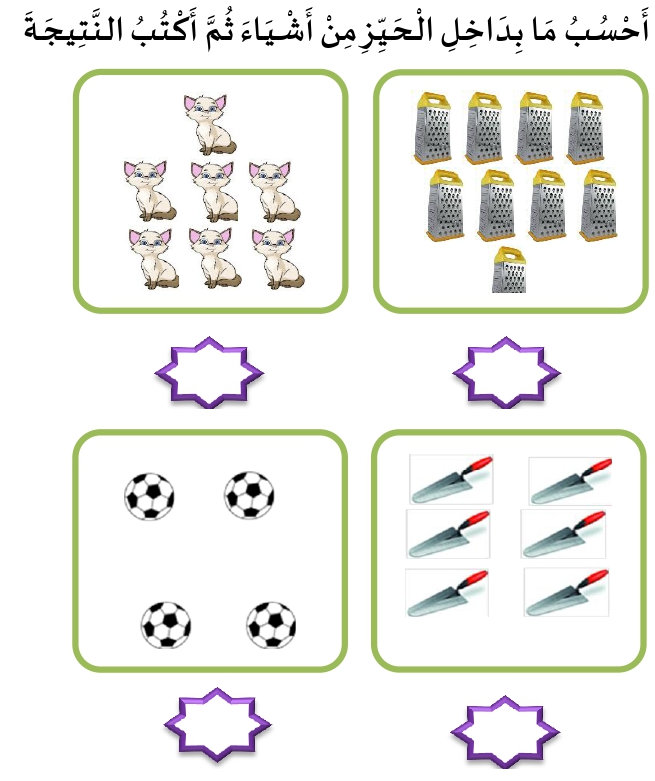 أَحْسُبُ مَا بِدَاخِلِ الْحَيِّزِ مِنْ أَشْيَاءَ ثُمَّ أَكْتُبُ النَّتِيجَةَ